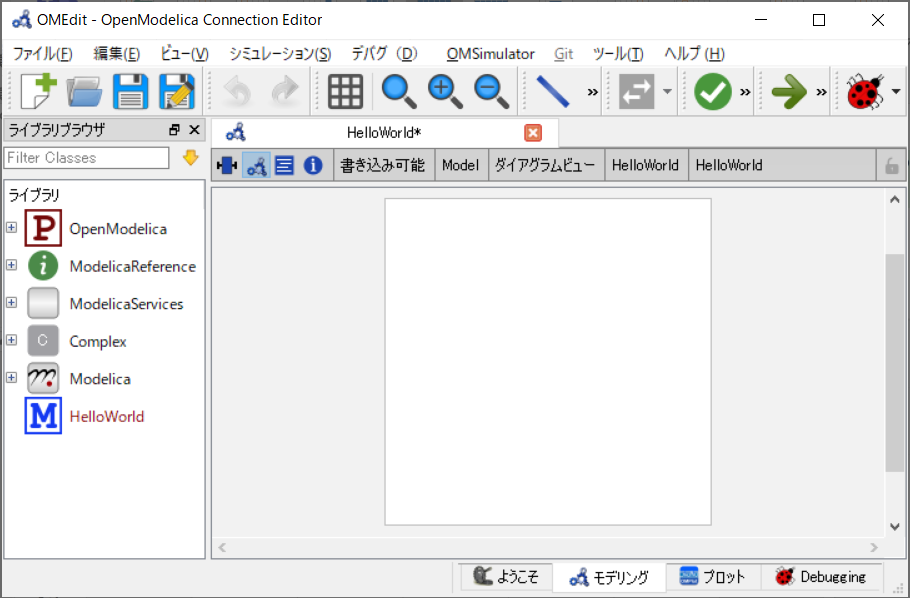 OMEdit - OpenModelica Connection Editor
ファイル(F) 編集(E) ビュー(V) シミュレーション(S) デバグ (D) OMSimulator Git ツール(T) ヘルプ (H)
ライブラリブラウザ
HelloWorld*
Filter Classes
書き込み可能 Model ダイアグラムビュー HelloWorld HelloWorld
ライブラリ
P OpenModelica
i ModelicaReference
ModelicaServices
C Complex
m Modelica
M HelloWorld
ようこそ モデリング プロット Debugging